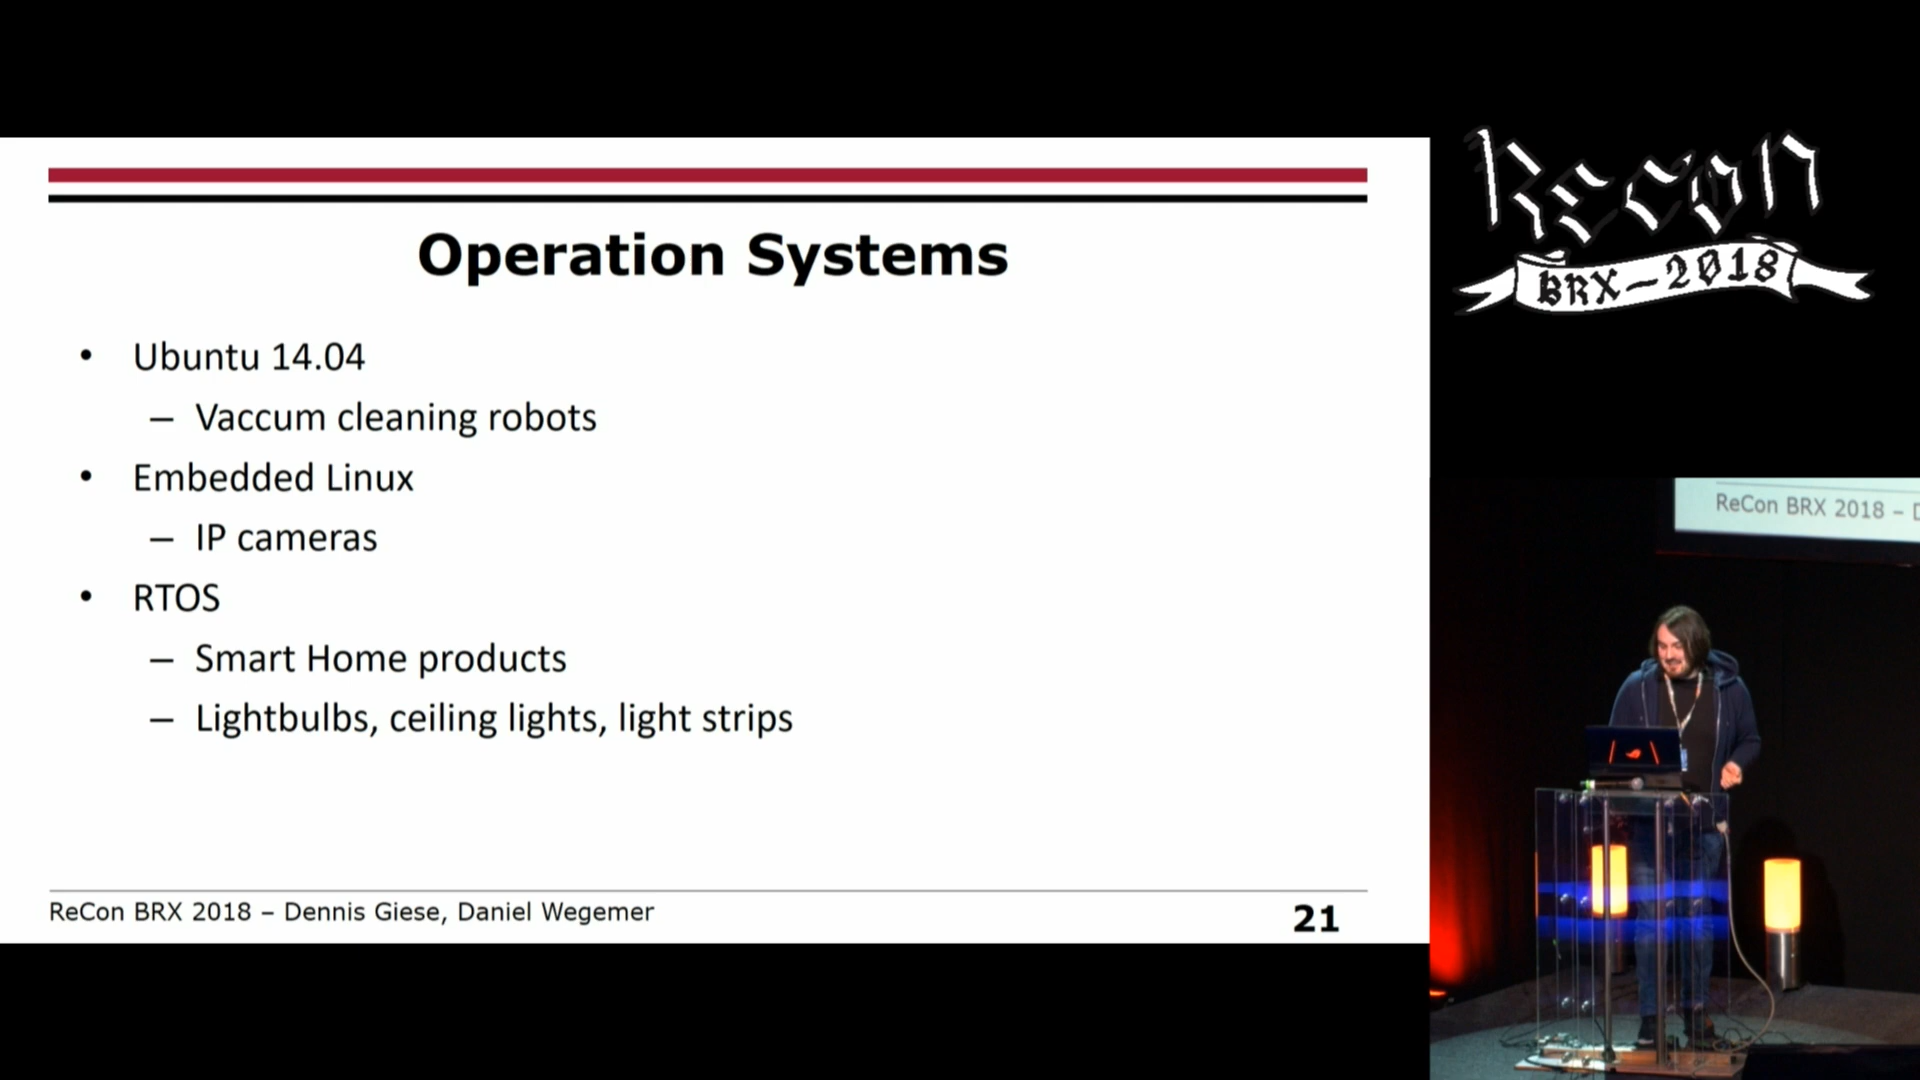 Operation Systems
• Ubuntu 14.04
– Vaccum cleaning robots
• Embedded Linux
– IP cameras
• RTOS
– Smart Home products
– Lightbulbs, ceiling lights, light strips
ReCon BRX 2018 – Dennis Giese, Daniel Wegemer
21
Recon
BRX-2018
ReCon BRX 2018 –